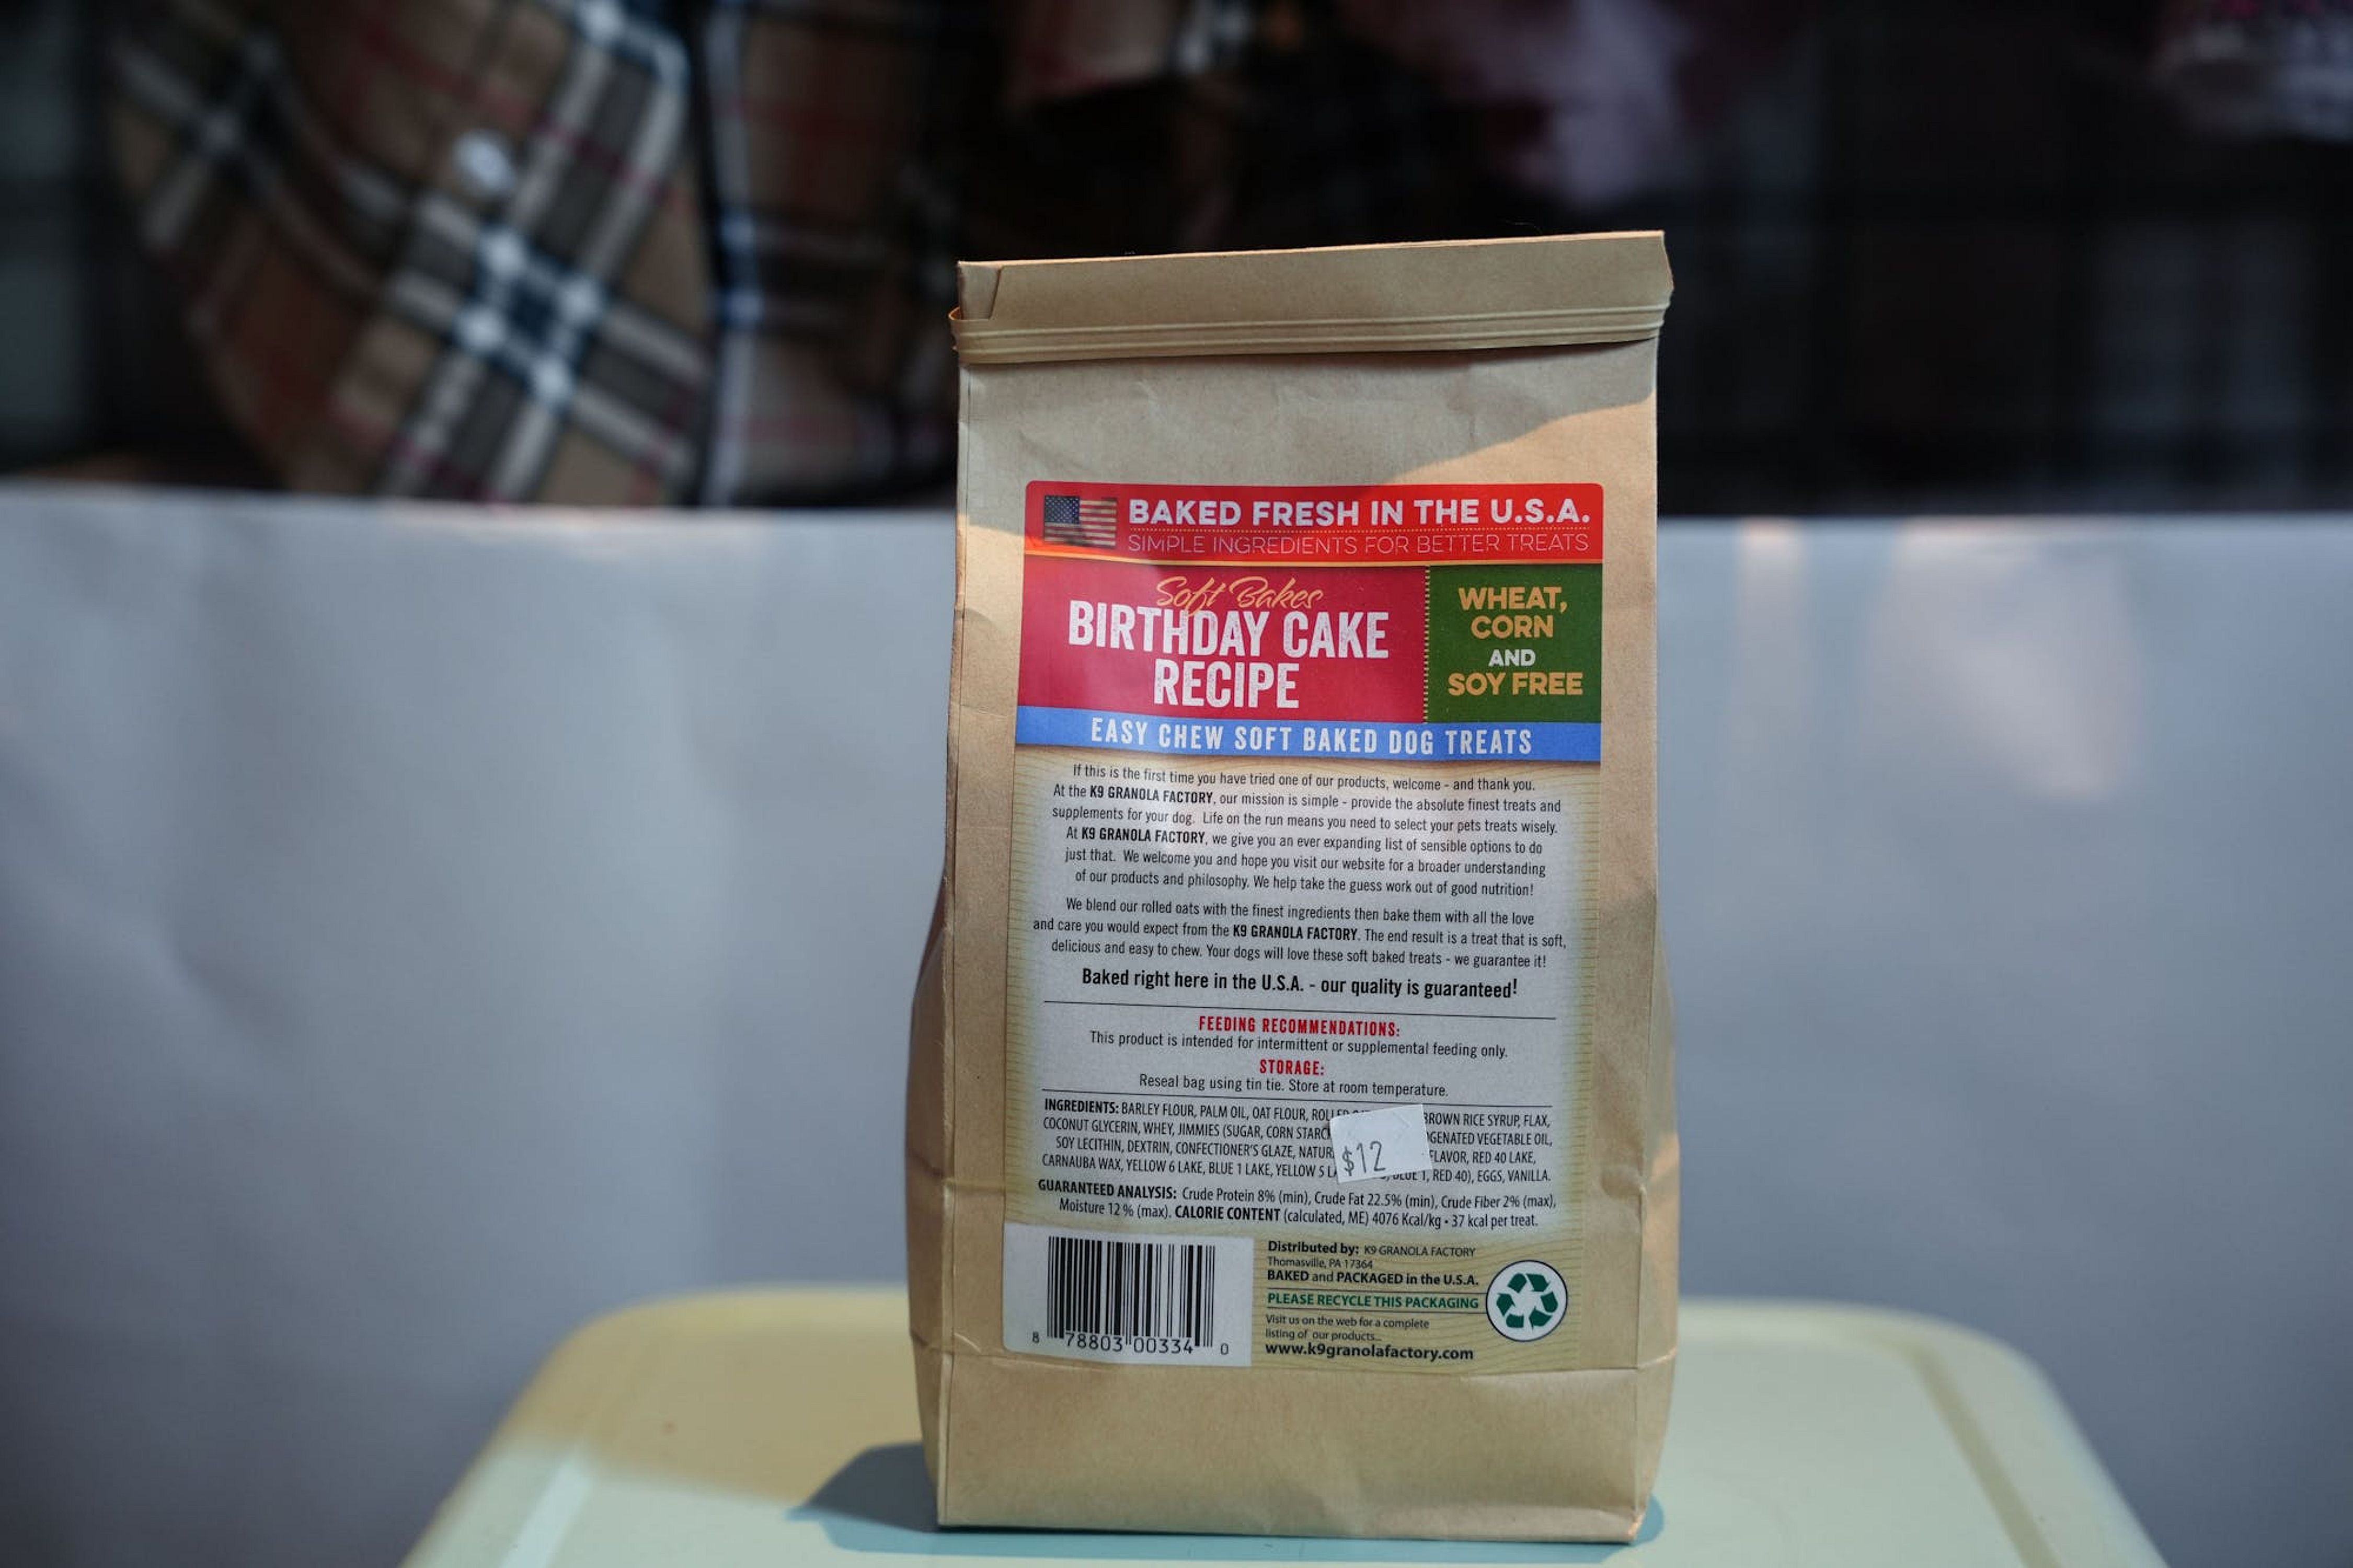 BAKED FRESH IN THE U.S.A.
SIMPLE INGREDIENTS FOR BETTER TREATS
Soft Bakes
BIRTHDAY CAKE
RECIPE
WHEAT,
CORN
AND
SOY FREE
EASY CHEW SOFT BAKED DOG TREATS
If this is the first time you have tried one of our products, welcome - and thank you.
At the K9 GRANOLA FACTORY, our mission is simple - provide the absolute finest treats and
supplements for your dog. Life on the run means you need to select your pets treats wisely.
At K9 GRANOLA FACTORY, we give you an ever expanding list of sensible options to do
just that. We welcome you and hope you visit our website for a broader understanding
of our products and philosophy. We help take the guess work out of good nutrition!
We blend our rolled oats with the finest ingredients then bake them with all the love
and care you would expect from the K9 GRANOLA FACTORY. The end result is a treat that is soft,
delicious and easy to chew. Your dogs will love these soft baked treats - we guarantee it!
Baked right here in the U.S.A. - our quality is guaranteed!
FEEDING RECOMMENDATIONS:
This product is intended for intermittent or supplemental feeding only.
STORAGE:
Reseal bag using tin tie. Store at room temperature.
INGREDIENTS: BARLEY FLOUR, PALM OIL, OAT FLOUR, BROWN RICE SYRUP, FLAX,
COCONUT GLYCERIN, WHEY, JIMMIES (SUGAR, CORN VEGETABLE OIL,
SOY LECITHIN, DEXTRIN, CONFECTIONER'S GLAZE, FLAVOR, RED 40 LAKE,
CARNAUBA WAX, YELLOW 6 LAKE, BLUE 1 LAKE, YELLOW 5 BLUE 1, RED 40), EGGS, VANILLA.
$12
GUARANTEED ANALYSIS: Crude Protein 8% (min), Crude Fat 22.5% (min), Crude Fiber 2% (max),
Moisture 12 % (max). CALORIE CONTENT (calculated, ME) 4076 Kcal/kg • 37 kcal per treat.
8 78803 00334 0
Distributed by: K9 GRANOLA FACTORY
Thomasville, PA 17364
BAKED and PACKAGED in the U.S.A.
PLEASE RECYCLE THIS PACKAGING
Visit us on the web for a complete
listing of our products...
www.k9granolafactory.com